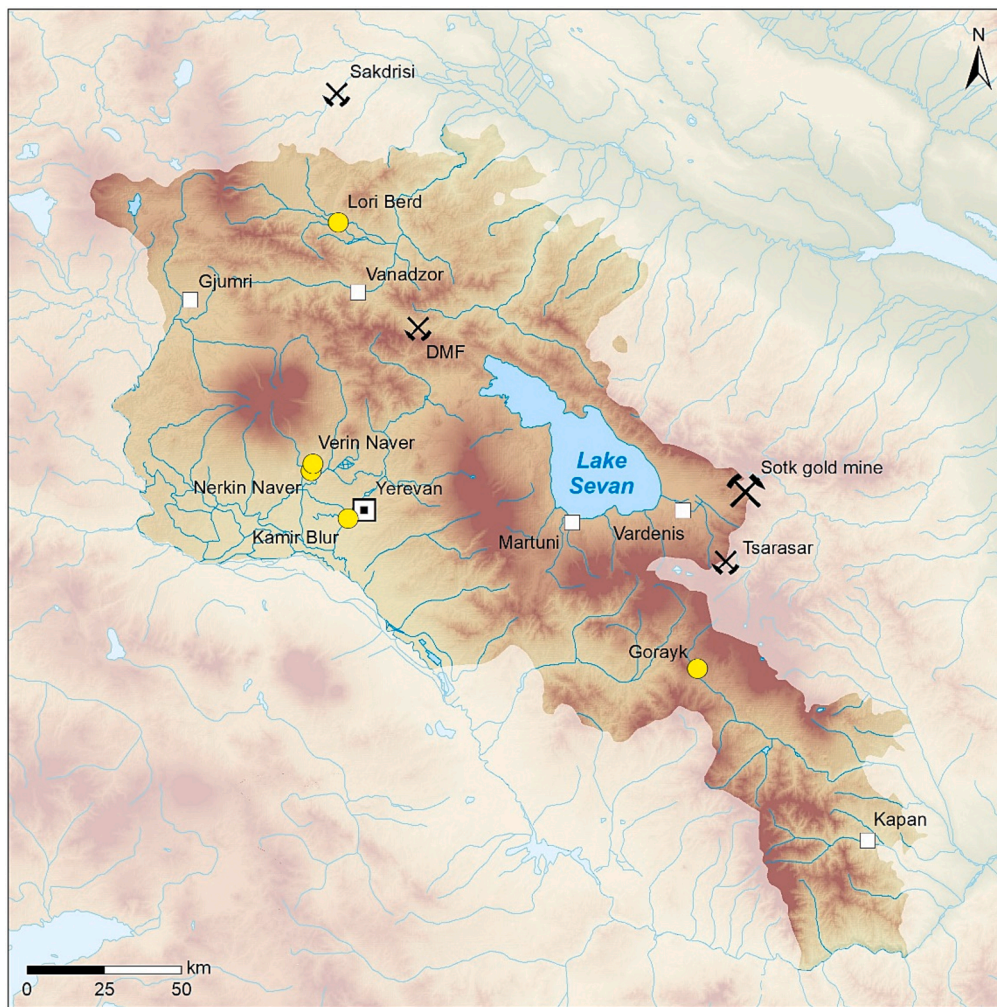 N
Sakdrisi
Lori Berd
Vanadzor
Gjumri
DMF
Verin Naver
Lake
Sevan
Sotk gold mine
Nerkin Naver
Yerevan
Kamir Blur
Martuni
Vardenis
Tsarasar
Gorayk
Kapan
km
0 25 50